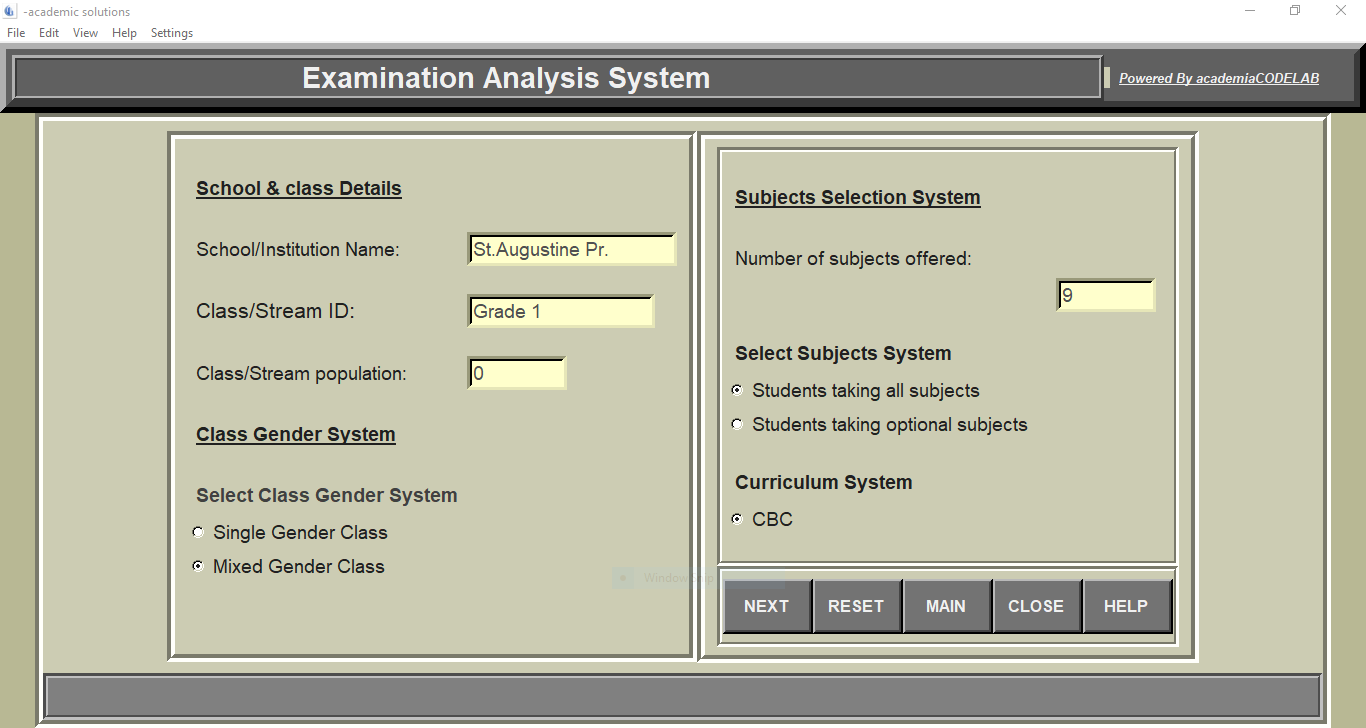 -academic solutions
File Edit View Help Settings
Examination Analysis System
Powered By academiaCODELAB
School & class Details
School/Institution Name:
St.Augustine Pr.
Class/Stream ID:
Grade 1
Class/Stream population:
0
Class Gender System
Select Class Gender System
Single Gender Class
Mixed Gender Class
Subjects Selection System
Number of subjects offered:
9
Select Subjects System
Students taking all subjects
Students taking optional subjects
Curriculum System
CBC
Window Snip
NEXT RESET MAIN CLOSE HELP